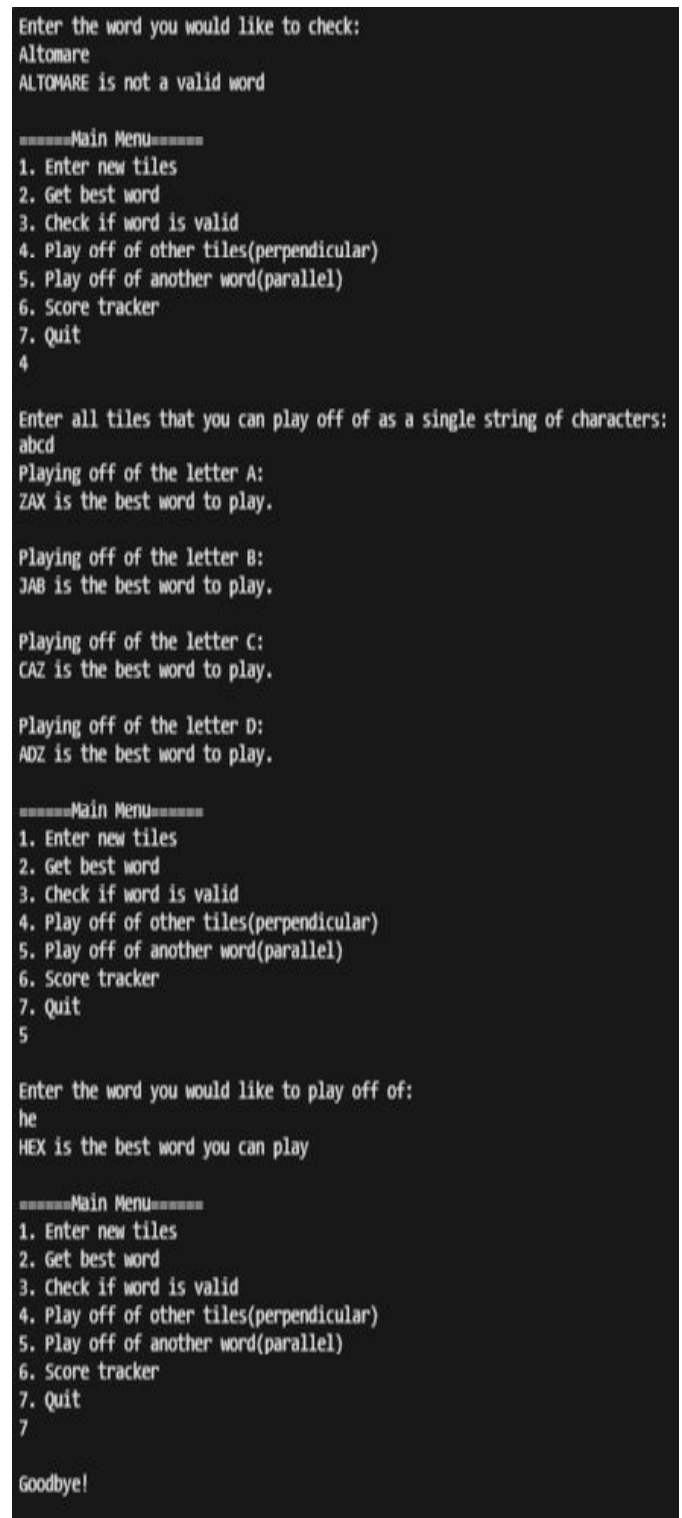 Enter the word you would like to check:
Altomare
ALTOMARE is not a valid word
======Main Menu======
1. Enter new tiles
2. Get best word
3. Check if word is valid
4. Play off of other tiles(perpendicular)
5. Play off of another word(parallel)
6. Score tracker
7. Quit
4
Enter all tiles that you can play off of as a single string of characters:
abcd
Playing off of the letter A:
ZAX is the best word to play.
Playing off of the letter B:
JAB is the best word to play.
Playing off of the letter C:
CAZ is the best word to play.
Playing off of the letter D:
ADZ is the best word to play.
======Main Menu======
1. Enter new tiles
2. Get best word
3. Check if word is valid
4. Play off of other tiles(perpendicular)
5. Play off of another word(parallel)
6. Score tracker
7. Quit
5
Enter the word you would like to play off of:
he
HEX is the best word you can play
======Main Menu======
1. Enter new tiles
2. Get best word
3. Check if word is valid
4. Play off of other tiles(perpendicular)
5. Play off of another word(parallel)
6. Score tracker
7. Quit
7
Goodbye!